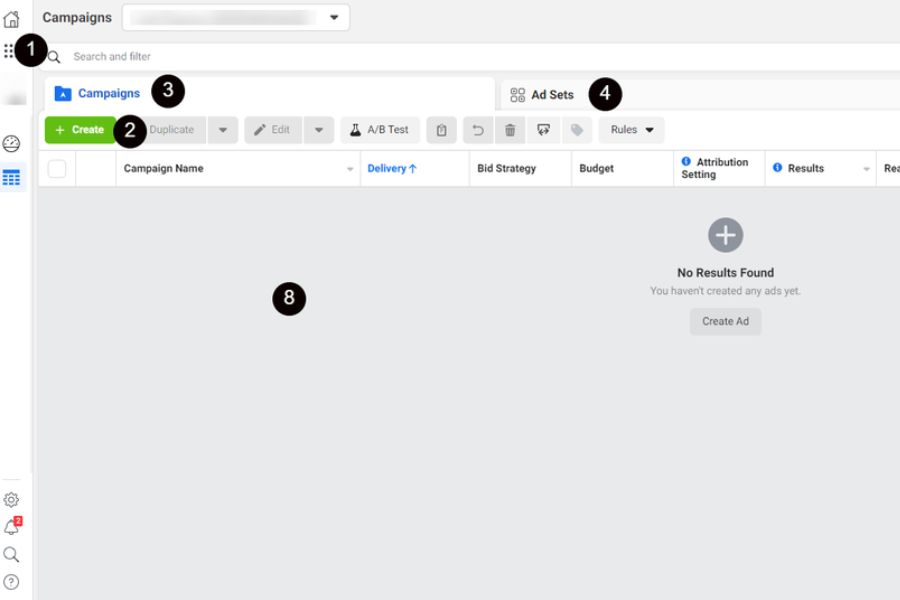 Campaigns
1
Search and filter
Campaigns 3
Ad Sets 4
+ Create 2 Duplicate Edit A/B Test Rules
Campaign Name Delivery ↑ Bid Strategy Budget Attribution Setting Results Rea
No Results Found
8
You haven't created any ads yet.
Create Ad
2
?